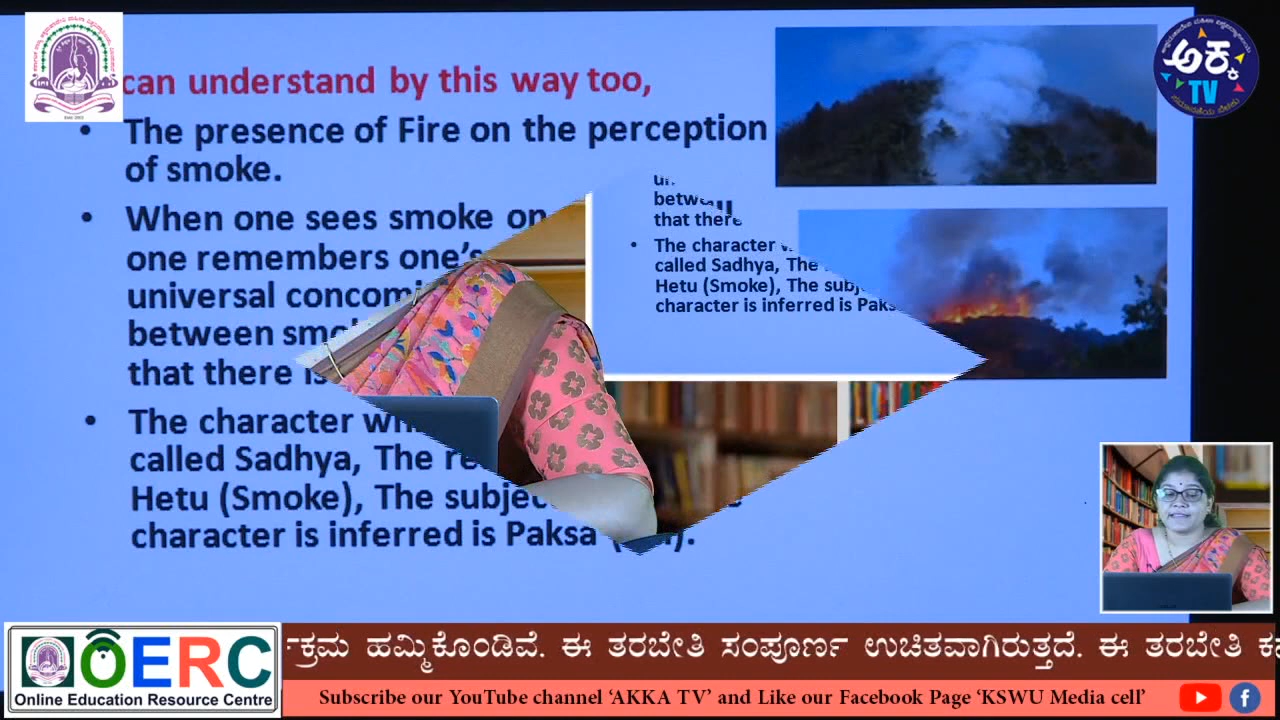 can understand by this way too,
• The presence of Fire on the perception
of smoke.
• When one sees smoke on
one remembers one's
universal concomi
between smo
that there is
• The character wh
called Sadhya, The re
Hetu (Smoke), The subjec
character is inferred is Paksa
betw
that there
• The character w
called Sadhya, The
Hetu (Smoke), The subj
character is inferred is Paks
ಅಕ್ಕ
TV
OERC
Online Education Resource Centre
ಕ್ರಮ ಹಮ್ಮಿಕೊಂಡಿವೆ. ಈ ತರಬೇತಿ ಸಂಪೂರ್ಣ ಉಚಿತವಾಗಿರುತ್ತದೆ. ಈ ತರಬೇತಿ
Subscribe our YouTube channel 'AKKA TV' and Like our Facebook Page 'KSWU Media cell'